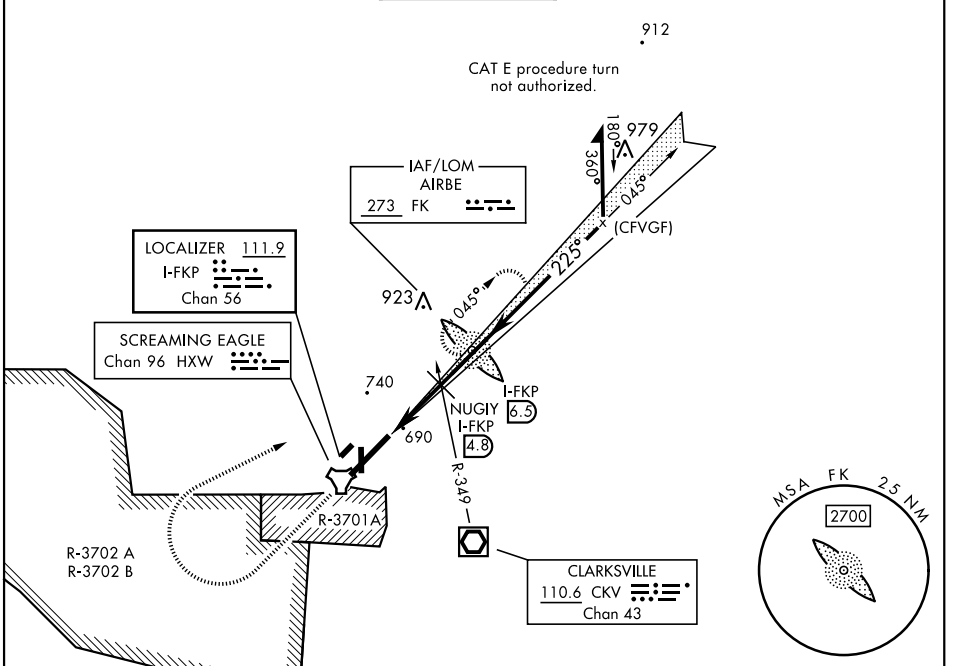 912
CAT E procedure turn
not authorized.
979
180°
360°
045°
(CFVGF)
225°
IAF/LOM
AIRBE
273 FK
LOCALIZER 111.9
I-FKP
Chan 56
923
045°
SCREAMING EAGLE
Chan 96 HXW
740
I-FKP
6.5
NUGIY
I-FKP
4.8
690
R-349
R-3701A
R-3702 A
R-3702 B
CLARKSVILLE
110.6 CKV
Chan 43
MSA FK 25 NM
2700